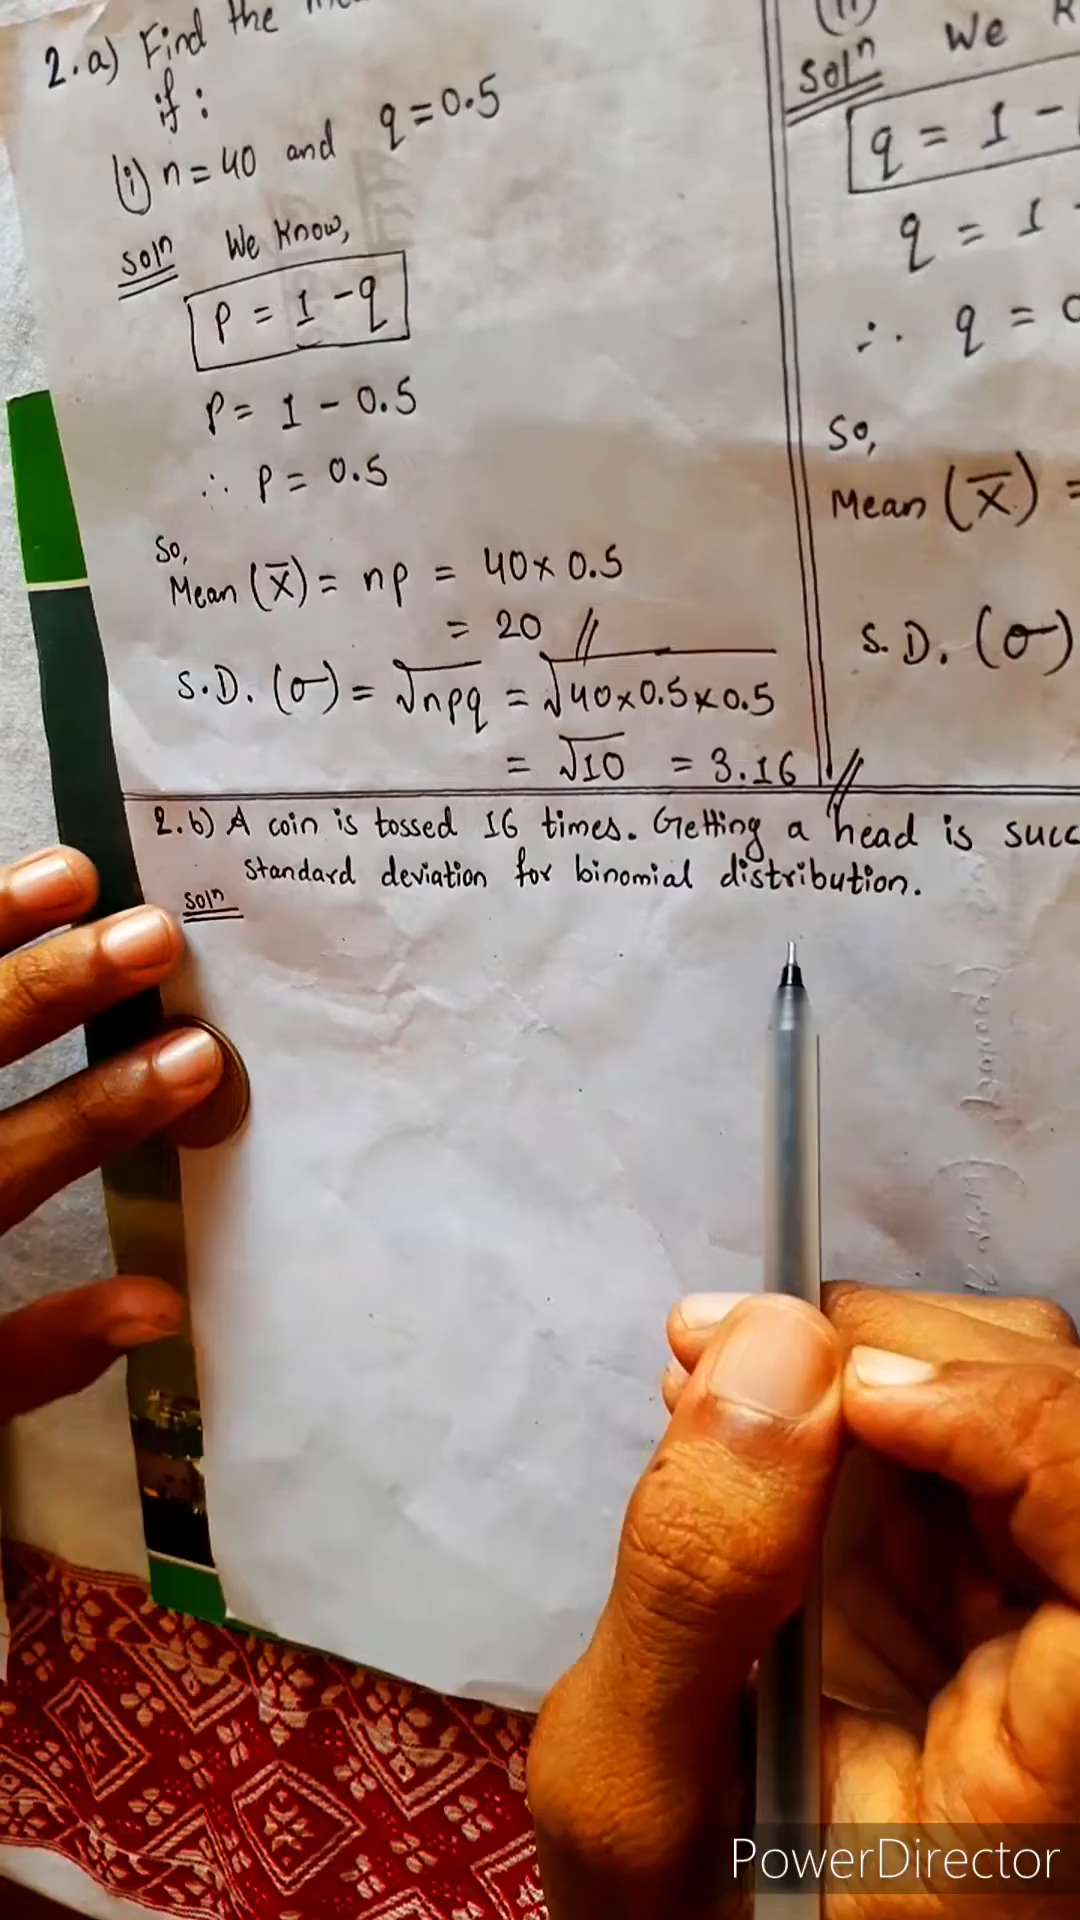 2. a) Find the
if :
(i) n = 40 and q = 0.5
Soln We Know,
P = 1 - q
P = 1 - 0.5
∴ P = 0.5
So,
Mean (X̅) = np = 40 × 0.5
= 20 //
S.D. (σ) = √npq = √40×0.5×0.5
= √10 = 3.16 //
(ii)
Soln We
q = 1 -
q = 1 -
∴ q =
So,
Mean (X̅) =
S.D. (σ)
2. b) A coin is tossed 16 times. Getting a head is succ
standard deviation for binomial distribution.
Soln
PowerDirector